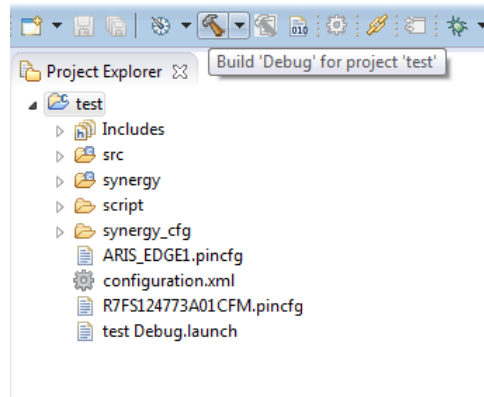 010
Project Explorer
Build 'Debug' for project 'test'
test
Includes
src
synergy
script
synergy_cfg
ARIS_EDGE1.pincfg
configuration.xml
R7FS124773A01CFM.pincfg
test Debug.launch